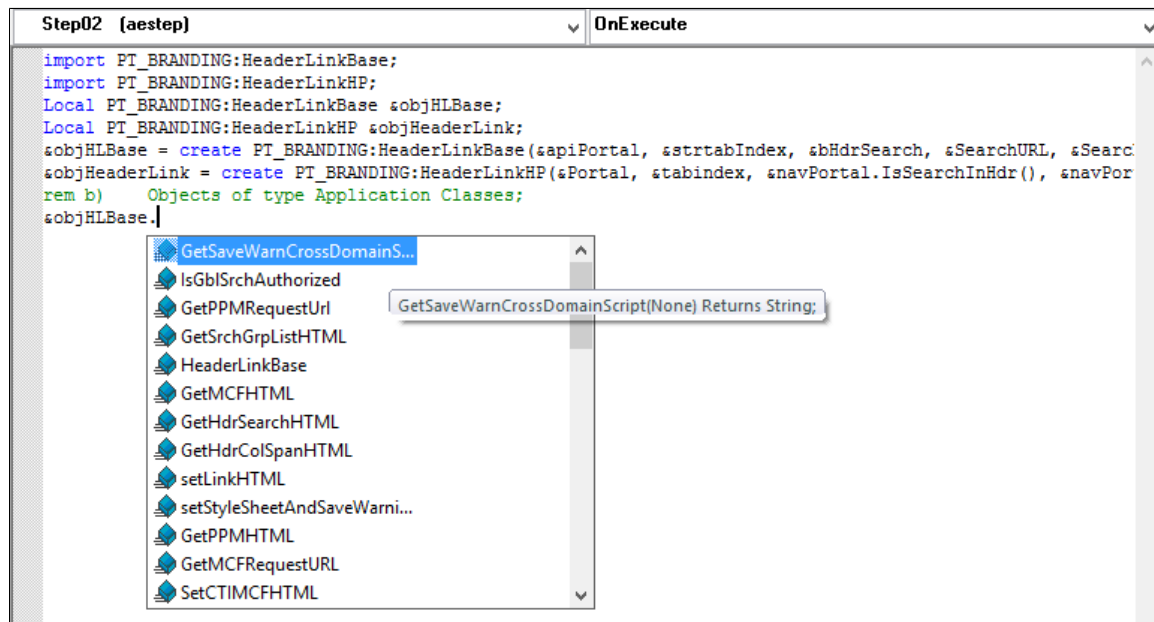 Step02 (aestep)
OnExecute
import PT_BRANDING:HeaderLinkBase;
import PT_BRANDING:HeaderLinkHP;
Local PT_BRANDING:HeaderLinkBase &objHLBase;
Local PT_BRANDING:HeaderLinkHP &objHeaderLink;
&objHLBase = create PT_BRANDING:HeaderLinkBase(&apiPortal, &strtabIndex, &bHdrSearch, &SearchURL, &Searc
&objHeaderLink = create PT_BRANDING:HeaderLinkHP(&Portal, &tabindex, &navPortal.IsSearchInHdr(), &navPor
rem b) Objects of type Application Classes;
&objHLBase.
GetSaveWarnCrossDomainS...
IsGblSrchAuthorized
GetPPMRequestUrl
GetSaveWarnCrossDomainScript(None) Returns String;
GetSrchGrpListHTML
HeaderLinkBase
GetMCFHTML
GetHdrSearchHTML
GetHdrColSpanHTML
setLinkHTML
setStyleSheetAndSaveWarni...
GetPPMHTML
GetMCFRequestURL
SetCTIMCFHTML